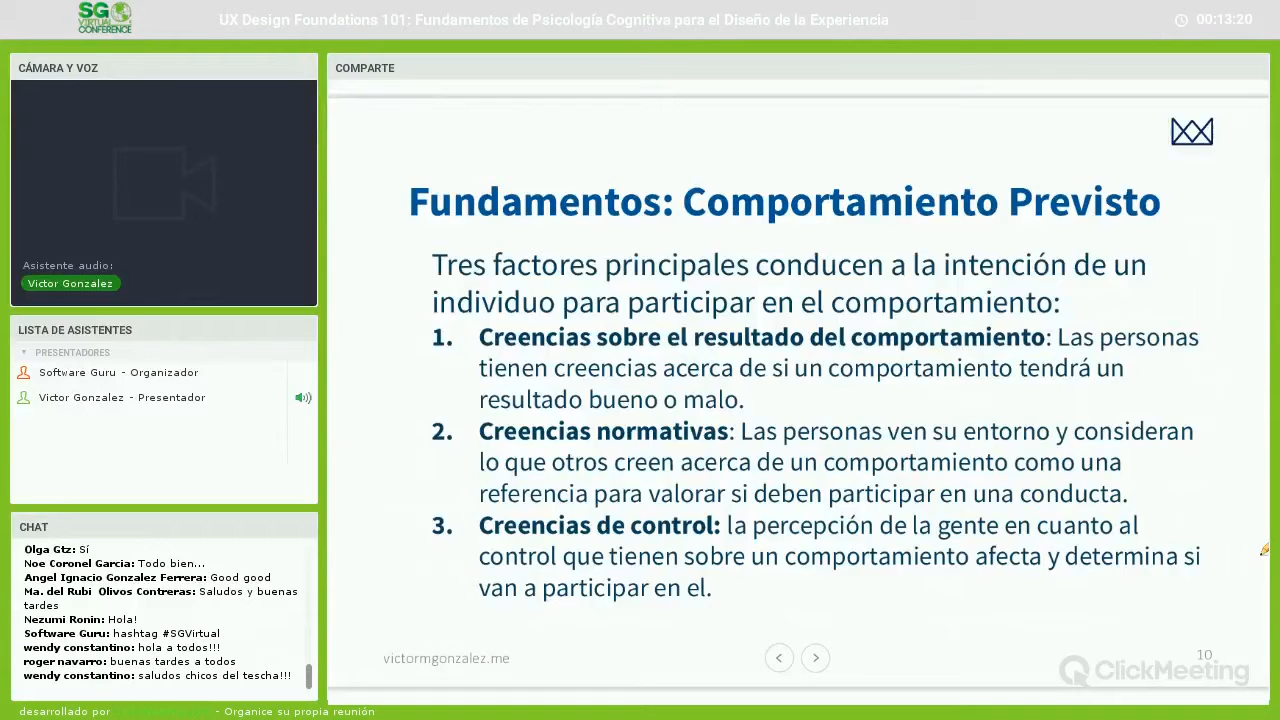 SG
VIRTUAL
CONFERENCE
UX Design Foundations 101: Fundamentos de Psicología Cognitiva para el Diseño de la Experiencia
00:13:20
CÁMARA Y VOZ
Asistente audio:
Victor Gonzalez
LISTA DE ASISTENTES
PRESENTADORES
Software Guru - Organizador
Victor Gonzalez - Presentador
CHAT
Olga Gtz: Sí
Noe Coronel Garcia: Todo bien...
Angel Ignacio Gonzalez Ferrera: Good good
Ma. del Rubi Olivos Contreras: Saludos y buenas
tardes
Nezumi Ronin: Hola!
Software Guru: hashtag #SGVirtual
wendy constantino: hola a todos!!!
roger navarro: buenas tardes a todos
wendy constantino: saludos chicos del tescha!!!
desarrollado por - Organice su propia reunión
COMPARTE
Fundamentos: Comportamiento Previsto
Tres factores principales conducen a la intención de un
individuo para participar en el comportamiento:
1. Creencias sobre el resultado del comportamiento: Las personas
tienen creencias acerca de si un comportamiento tendrá un
resultado bueno o malo.
2. Creencias normativas: Las personas ven su entorno y consideran
lo que otros creen acerca de un comportamiento como una
referencia para valorar si deben participar en una conducta.
3. Creencias de control: la percepción de la gente en cuanto al
control que tienen sobre un comportamiento afecta y determina si
van a participar en el.
victormgonzalez.me
10
ClickMeeting